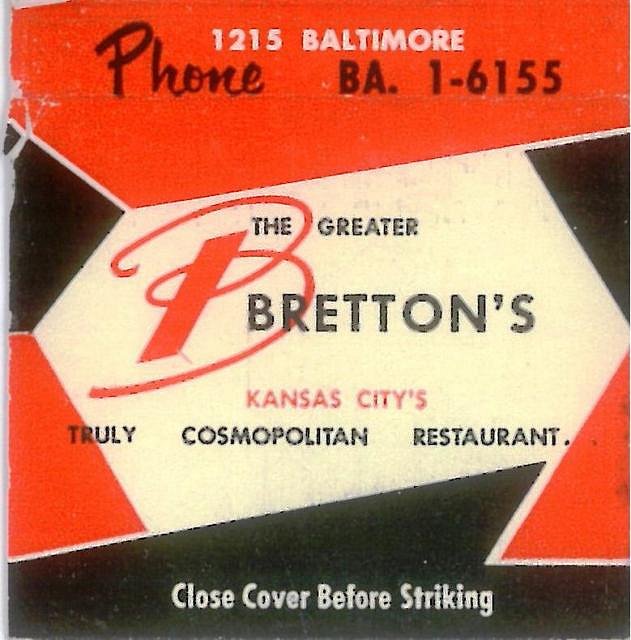 1215 BALTIMORE
Phone BA. 1-6155
THE GREATER
B
BRETTON'S
KANSAS CITY'S
TRULY COSMOPOLITAN RESTAURANT.
Close Cover Before Striking